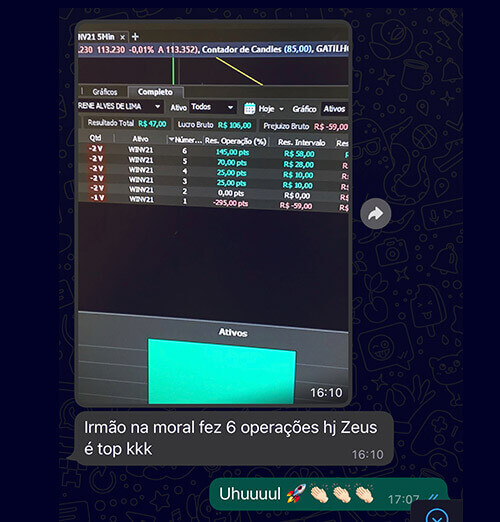 WINV21 5Min × +
.230 113.230 -0,01% A 113.352), Contador de Candles (85,00), GATILHO
Gráficos Completo
RENE ALVES DE LIMA Ativo Todos Hoje Gráfico Ativos
Resultado Total R$ 47,00 Lucro Bruto R$ 106,00 Prejuízo Bruto R$ -59,00
Qtd Ativo Númer... Res. Operação (%) Res. Intervalo Res
-2 V WINV21 6 145,00 pts R$ 58,00
-2 V WINV21 5 70,00 pts R$ 28,00
-2 V WINV21 4 25,00 pts R$ 10,00
-2 V WINV21 3 25,00 pts R$ 10,00
-2 V WINV21 2 0,00 pts R$ 0,00
-1 V WINV21 1 -295,00 pts R$ -59,00
Ativos
16:10
Irmão na moral fez 6 operações hj Zeus
é top kkk
16:10
Uhuuuul 🚀👏🏻👏🏻👏🏻
17:07